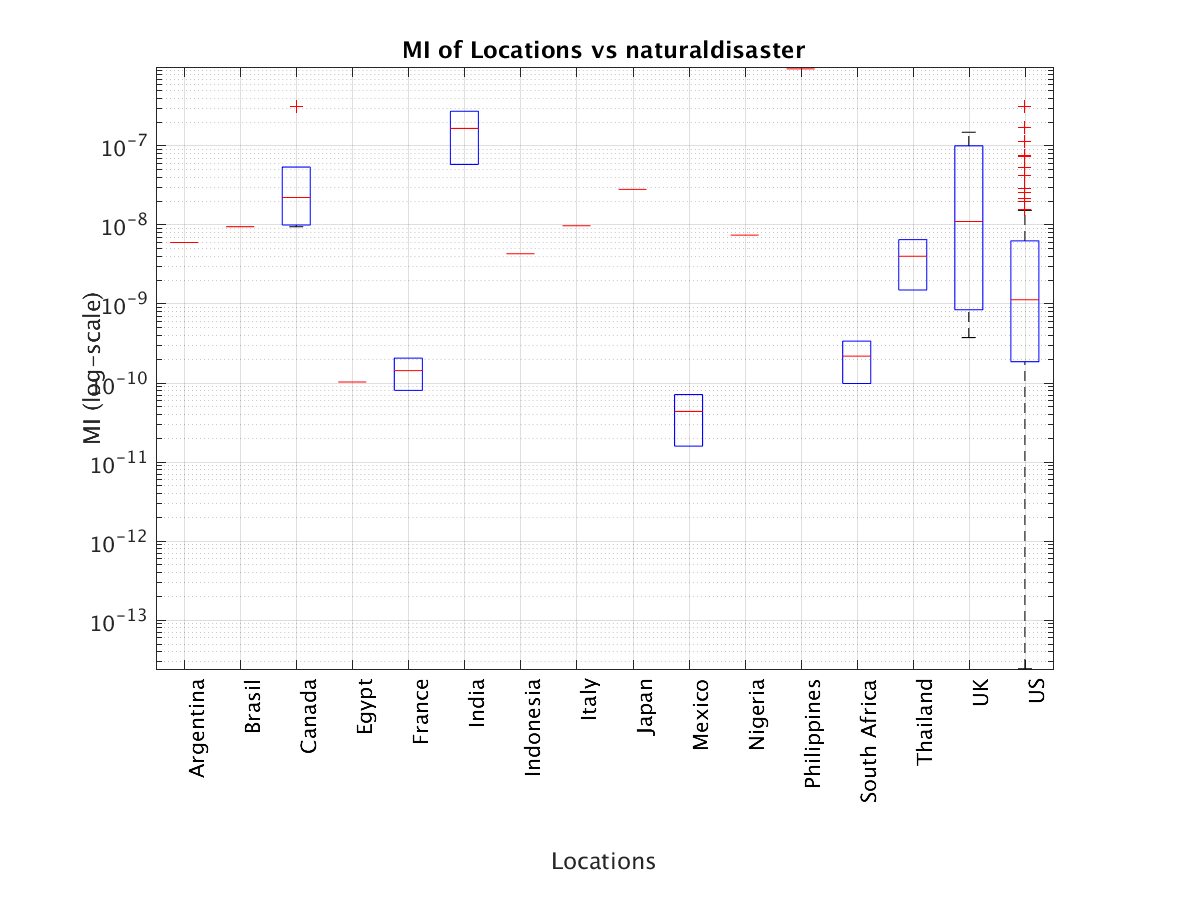 MI of Locations vs naturaldisaster
MI (log-scale)
10^-7
10^-8
10^-9
10^-10
10^-11
10^-12
10^-13
Argentina
Brasil
Canada
Egypt
France
India
Indonesia
Italy
Japan
Mexico
Nigeria
Philippines
South Africa
Thailand
UK
US
Locations